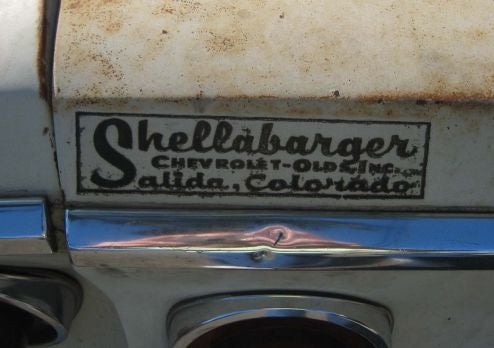 Shellabarger
CHEVROLET-OLDS, INC.
Salida, Colorado